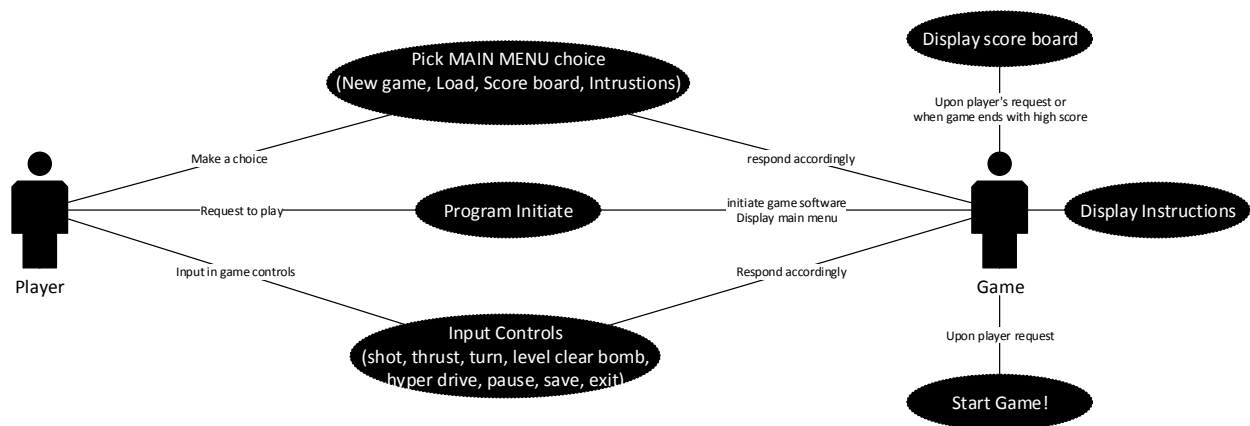 Display score board
Pick MAIN MENU choice
(New game, Load, Score board, Intrustions)
Upon player's request or
when game ends with high score
Make a choice
respond accordingly
Request to play
Program Initiate
initiate game software
Display main menu
Display Instructions
Input in game controls
Respond accordingly
Player
Game
Input Controls
(shot, thrust, turn, level clear bomb,
hyper drive, pause, save, exit)
Upon player request
Start Game!